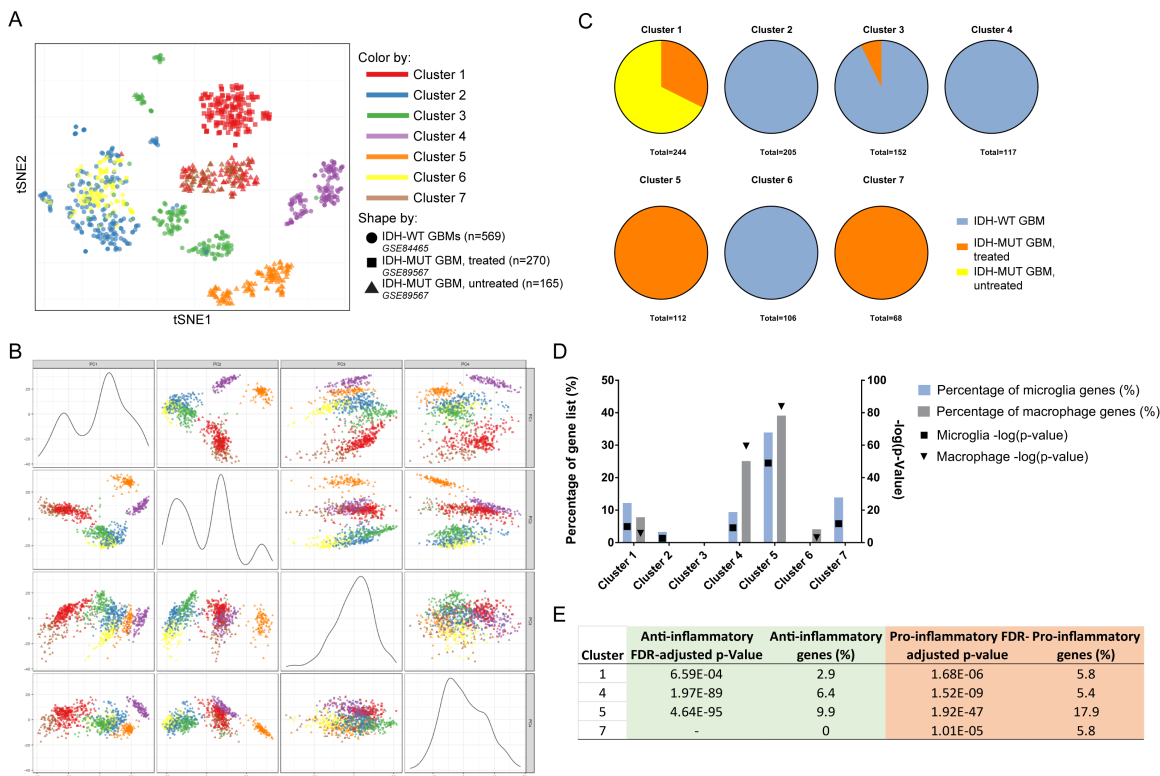 A
tSNE2
tSNE1
Color by:
Cluster 1
Cluster 2
Cluster 3
Cluster 4
Cluster 5
Cluster 6
Cluster 7
Shape by:
IDH-WT GBMs (n=569)
GSE84465
IDH-MUT GBM, treated (n=270)
GSE89567
IDH-MUT GBM, untreated (n=165)
GSE89567
C
Cluster 1 Cluster 2 Cluster 3 Cluster 4
Total=244 Total=205 Total=152 Total=117
Cluster 5 Cluster 6 Cluster 7
Total=112 Total=106 Total=68
IDH-WT GBM
IDH-MUT GBM,
treated
IDH-MUT GBM,
untreated
B
PC1 PC2 PC3 PC4
D
Percentage of gene list (%)
50
40
30
20
10
0
100
80
60
40
20
0
-log(p-Value)
Cluster 1 Cluster 2 Cluster 3 Cluster 4 Cluster 5 Cluster 6 Cluster 7
Percentage of microglia genes (%)
Percentage of macrophage genes (%)
Microglia -log(p-value)
Macrophage -log(p-value)
E
Anti-inflammatory Anti-inflammatory Pro-inflammatory FDR- Pro-inflammatory
Cluster FDR-adjusted p-Value genes (%) adjusted p-value genes (%)
1 6.59E-04 2.9 1.68E-06 5.8
4 1.97E-89 6.4 1.52E-09 5.4
5 4.64E-95 9.9 1.92E-47 17.9
7 - 0 1.01E-05 5.8